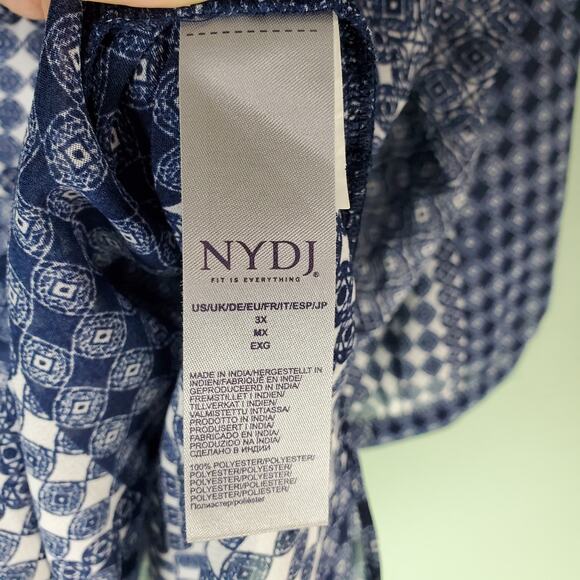 NYDJ
FIT IS EVERYTHING®
US/UK/DE/EU/FR/IT/ESP/JP
3X
MX
EXG
MADE IN INDIA/HERGESTELLT IN
INDIEN/FABRIQUÉ EN INDE/
GEPRODUCEERD IN INDIA/
FREMSTILLET I INDIEN/
TILLVERKAT I INDIEN/
VALMISTETTU INTIASSA/
PRODOTTO IN INDIA/
PRODUSERT I INDIA/
FABRICADO EN INDIA/
PRODUZIDO NA ÍNDIA/
СДЕЛАНО В ИНДИИ
100% POLYESTER/POLYESTER/
POLYESTER/POLYESTER/
POLYESTER/POLYESTER/
POLYESTER/POLIESTERE/
POLYESTER/POLIÉSTER/
Полиэстер/poliéster